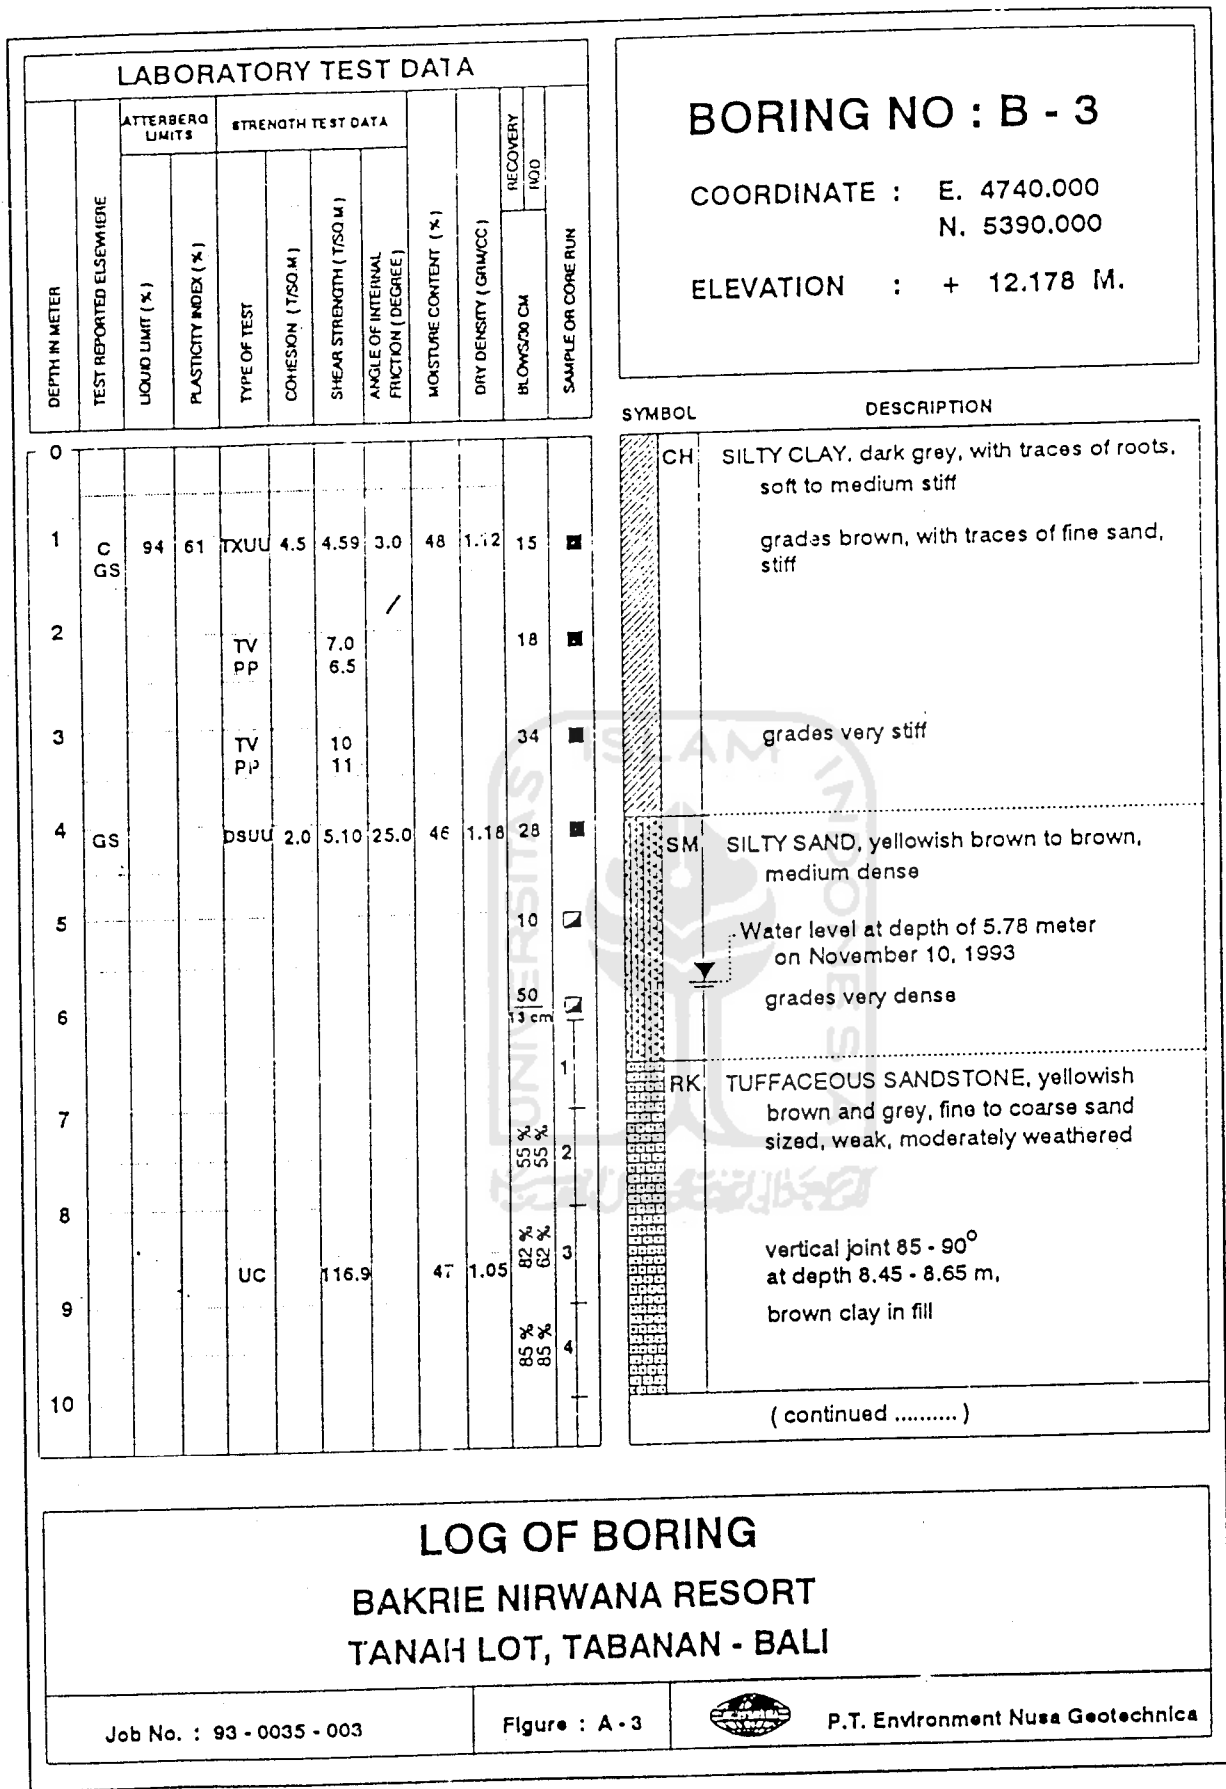 LABORATORY TEST DATA
DEPTH IN METER
TEST REPORTED ELSEWHERE
ATTERBERG LIMITS
LIQUID LIMIT (%)
PLASTICITY INDEX (%)
STRENGTH TEST DATA
TYPE OF TEST
COHESION (T/SQ.M)
SHEAR STRENGTH (T/SQ.M)
ANGLE OF INTERNAL
FRICTION (DEGREE)
MOISTURE CONTENT (%)
DRY DENSITY (GRM/CC)
RECOVERY
RQD
BLOWS/30 CM
SAMPLE OR CORE RUN
0
1 C 94 61 TXUU 4.5 4.59 3.0 48 1.12 15
GS
2 TV 7.0 18
PP 6.5
3 TV 10 34
PP 11
4 GS DSUU 2.0 5.10 25.0 46 1.18 28
5 10
50
6 13 cm
1
7
55 % 55 % 2
8
82 % 62 % 3
UC 116.9 47 1.05
9
85 % 85 % 4
10
BORING NO : B - 3
COORDINATE : E. 4740.000
N. 5390.000
ELEVATION : + 12.178 M.
SYMBOL DESCRIPTION
CH SILTY CLAY, dark grey, with traces of roots,
soft to medium stiff
grades brown, with traces of fine sand,
stiff
grades very stiff
SM SILTY SAND, yellowish brown to brown,
medium dense
Water level at depth of 5.78 meter
on November 10, 1993
grades very dense
RK TUFFACEOUS SANDSTONE, yellowish
brown and grey, fine to coarse sand
sized, weak, moderately weathered
vertical joint 85 - 90°
at depth 8.45 - 8.65 m,
brown clay in fill
( continued .......... )
UNIVERSITAS ISLAM INDONESIA
LOG OF BORING
BAKRIE NIRWANA RESORT
TANAH LOT, TABANAN - BALI
Job No. : 93 - 0035 - 003
Figure : A - 3
P.T. Environment Nusa Geotechnica